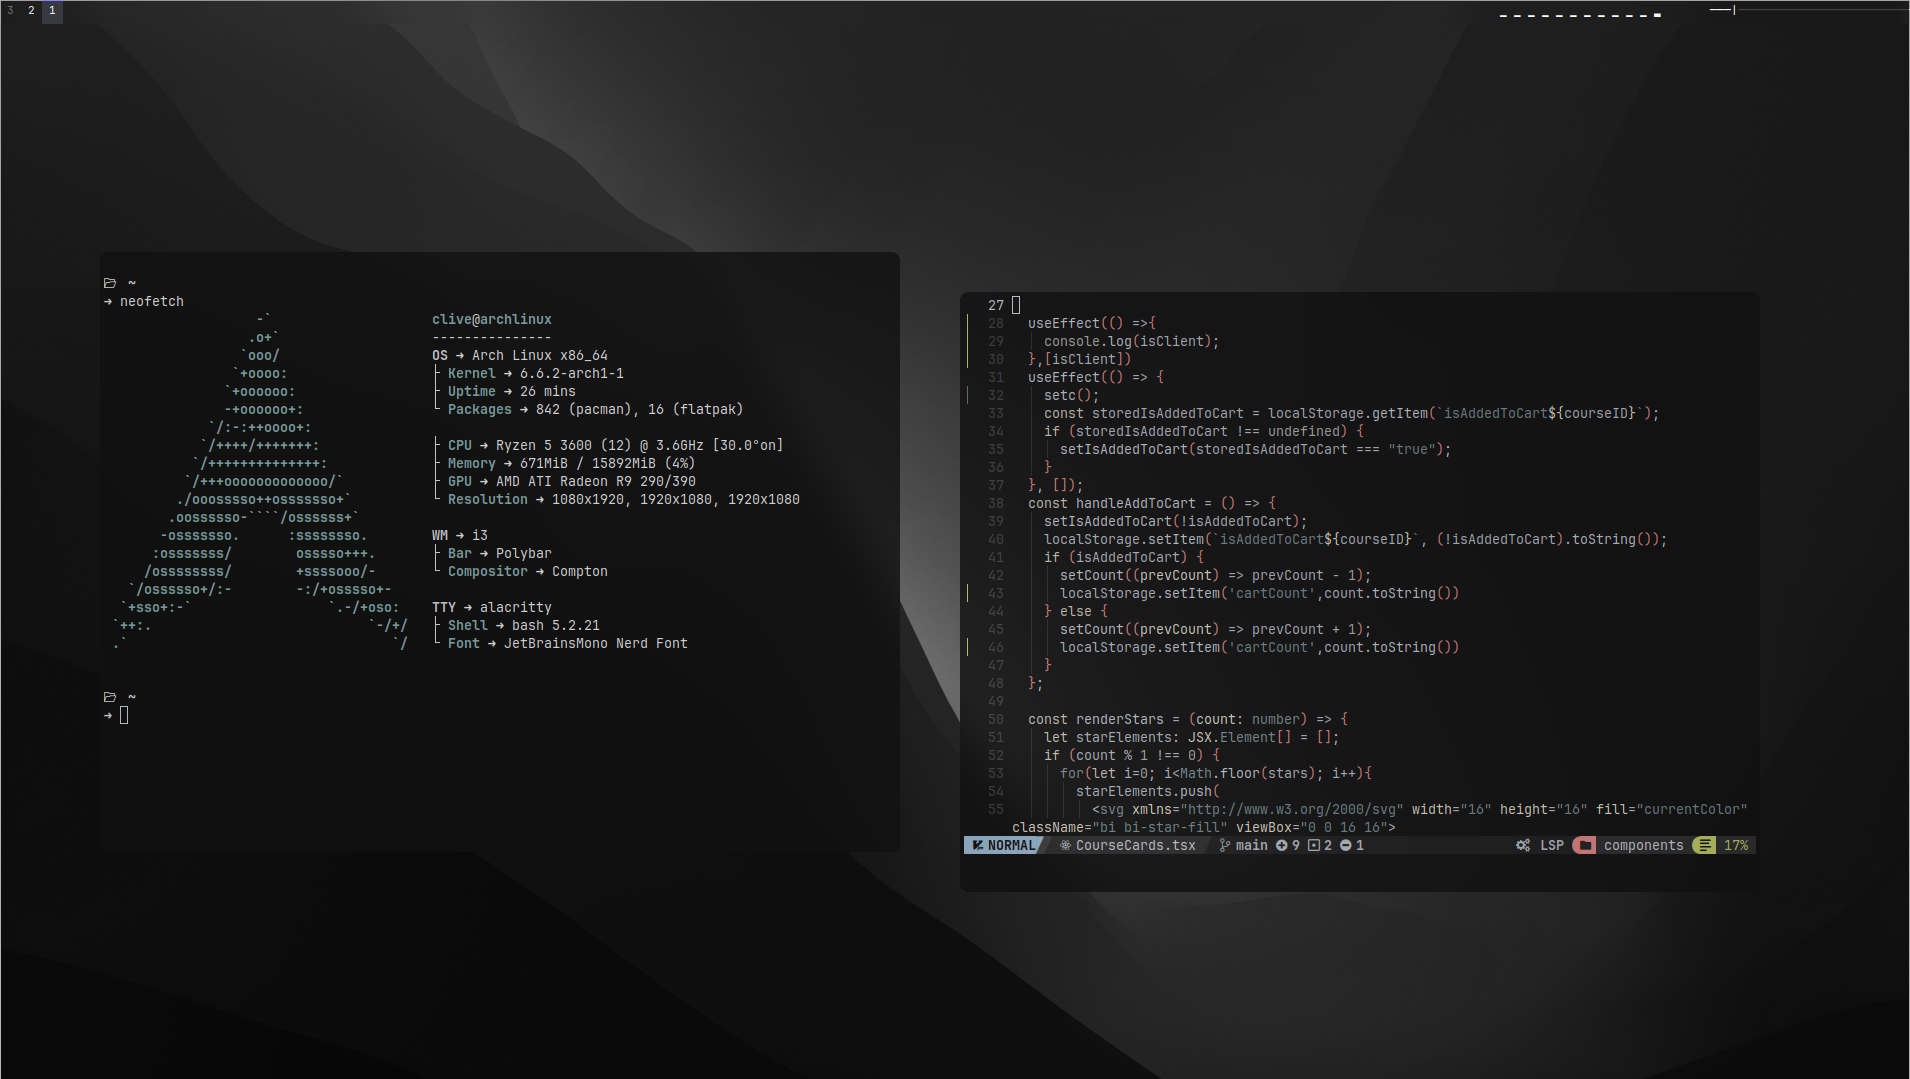 3 2 1
~
→ neofetch
-`
.o+`
`ooo/
`+oooo:
`+oooooo:
-+oooooo+:
`/:-:++oooo+:
`/++++/+++++++:
`/++++++++++++++:
`/+++ooooooooooooo/`
./ooosssso++osssssso+`
.oossssso-````/ossssss+`
-osssssso.      :ssssssso.
:osssssss/        osssso+++.
/ossssssss/        +ssssooo/-
`/ossssso+/:-        -:/+osssso+-
`+sso+:-`                 `.-/+oso:
`++:.                           `-/+/
.`                                 `/
clive@archlinux
---------------
OS → Arch Linux x86_64
├ Kernel → 6.6.2-arch1-1
├ Uptime → 26 mins
└ Packages → 842 (pacman), 16 (flatpak)
├ CPU → Ryzen 5 3600 (12) @ 3.6GHz [30.0°on]
├ Memory → 671MiB / 15892MiB (4%)
├ GPU → AMD ATI Radeon R9 290/390
└ Resolution → 1080x1920, 1920x1080, 1920x1080
WM → i3
├ Bar → Polybar
└ Compositor → Compton
TTY → alacritty
├ Shell → bash 5.2.21
└ Font → JetBrainsMono Nerd Font
~
→
27
28 useEffect(() =>{
29 console.log(isClient);
30 },[isClient])
31 useEffect(() => {
32 setc();
33 const storedIsAddedToCart = localStorage.getItem(`isAddedToCart${courseID}`);
34 if (storedIsAddedToCart !== undefined) {
35 setIsAddedToCart(storedIsAddedToCart === "true");
36 }
37 }, []);
38 const handleAddToCart = () => {
39 setIsAddedToCart(!isAddedToCart);
40 localStorage.setItem(`isAddedToCart${courseID}`, (!isAddedToCart).toString());
41 if (isAddedToCart) {
42 setCount((prevCount) => prevCount - 1);
43 localStorage.setItem('cartCount',count.toString())
44 } else {
45 setCount((prevCount) => prevCount + 1);
46 localStorage.setItem('cartCount',count.toString())
47 }
48 };
49
50 const renderStars = (count: number) => {
51 let starElements: JSX.Element[] = [];
52 if (count % 1 !== 0) {
53 for(let i=0; i<Math.floor(stars); i++){
54 starElements.push(
55 <svg xmlns="http://www.w3.org/2000/svg" width="16" height="16" fill="currentColor"
className="bi bi-star-fill" viewBox="0 0 16 16">
NORMAL CourseCards.tsx main 9 2 1 LSP components 17%